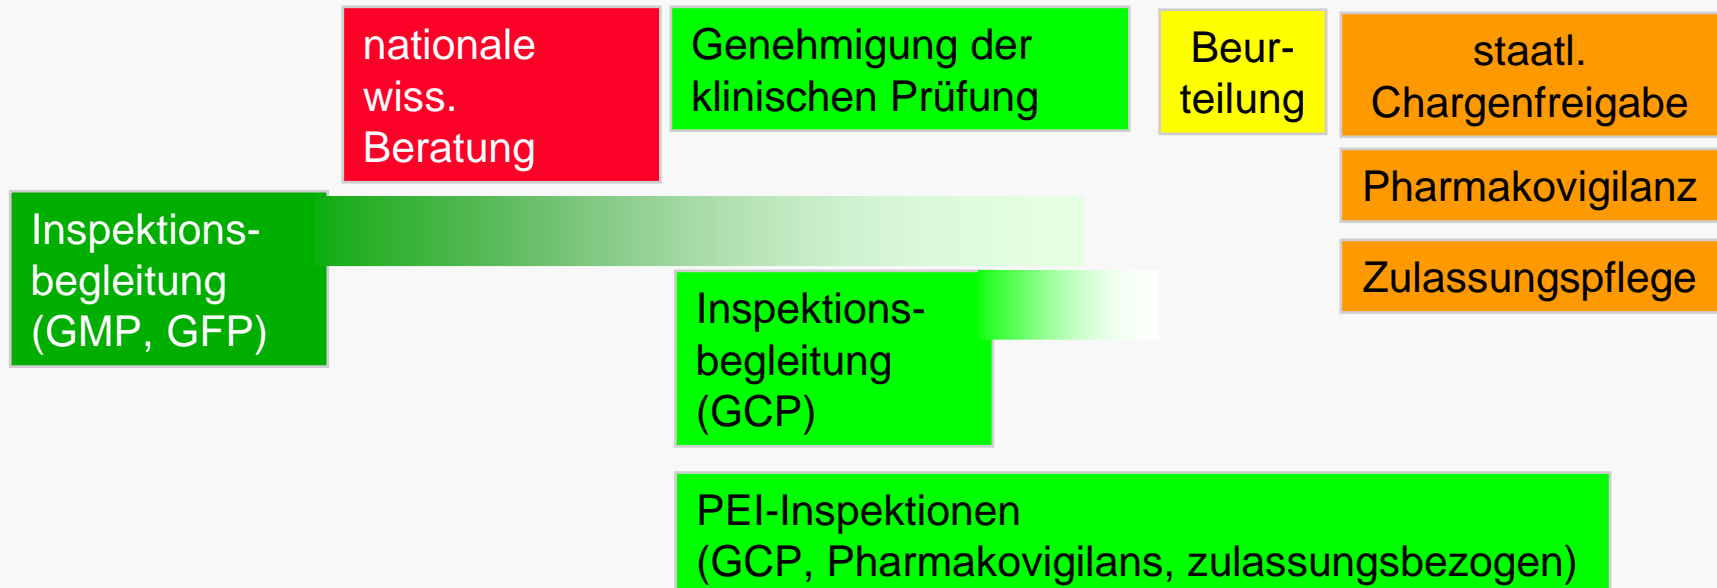 nationale
wiss.
Beratung
Genehmigung der
klinischen Prüfung
Beur-
teilung
staatl.
Chargenfreigabe
Pharmakovigilanz
Zulassungspflege
Inspektions-
begleitung
(GMP, GFP)
Inspektions-
begleitung
(GCP)
PEI-Inspektionen
(GCP, Pharmakovigilans, zulassungsbezogen)